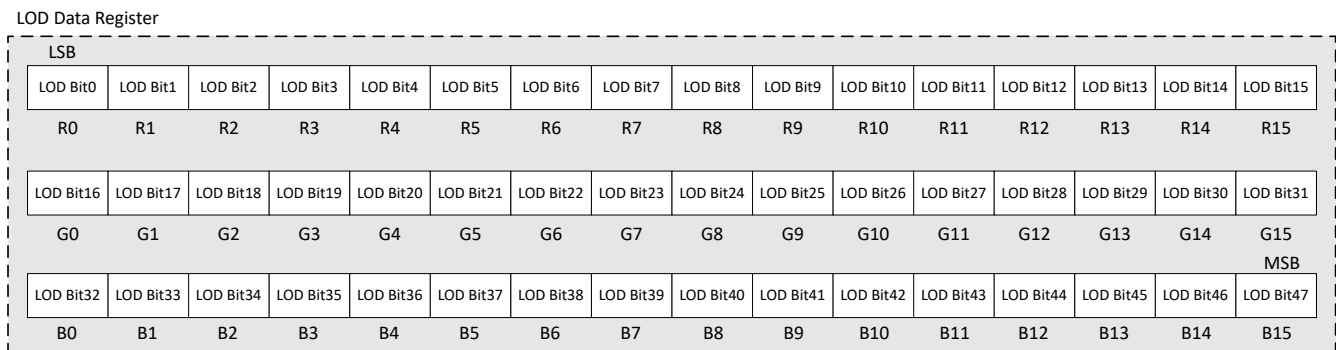 LOD Data Register
LSB
LOD Bit0 LOD Bit1 LOD Bit2 LOD Bit3 LOD Bit4 LOD Bit5 LOD Bit6 LOD Bit7 LOD Bit8 LOD Bit9 LOD Bit10 LOD Bit11 LOD Bit12 LOD Bit13 LOD Bit14 LOD Bit15
R0 R1 R2 R3 R4 R5 R6 R7 R8 R9 R10 R11 R12 R13 R14 R15
LOD Bit16 LOD Bit17 LOD Bit18 LOD Bit19 LOD Bit20 LOD Bit21 LOD Bit22 LOD Bit23 LOD Bit24 LOD Bit25 LOD Bit26 LOD Bit27 LOD Bit28 LOD Bit29 LOD Bit30 LOD Bit31
G0 G1 G2 G3 G4 G5 G6 G7 G8 G9 G10 G11 G12 G13 G14 G15
MSB
LOD Bit32 LOD Bit33 LOD Bit34 LOD Bit35 LOD Bit36 LOD Bit37 LOD Bit38 LOD Bit39 LOD Bit40 LOD Bit41 LOD Bit42 LOD Bit43 LOD Bit44 LOD Bit45 LOD Bit46 LOD Bit47
B0 B1 B2 B3 B4 B5 B6 B7 B8 B9 B10 B11 B12 B13 B14 B15